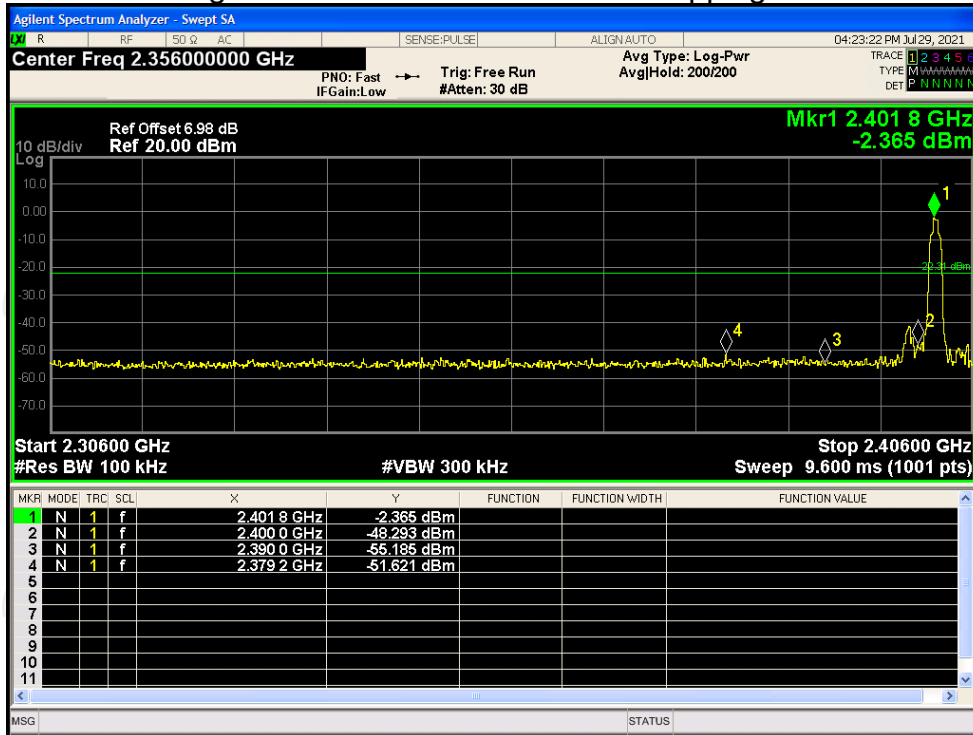 Agilent Spectrum Analyzer - Swept SA
LXI R RF 50 Ω AC SENSE:PULSE ALIGN AUTO 04:23:22 PM Jul 29, 2021
Center Freq 2.356000000 GHz
PNO: Fast Trig: Free Run
IFGain:Low #Atten: 30 dB
Avg Type: Log-Pwr
Avg|Hold: 200/200
TRACE 1 2 3 4 5 6
TYPE M
DET P N N N N N
Ref Offset 6.98 dB
10 dB/div Ref 20.00 dBm
Log
Mkr1 2.401 8 GHz
-2.365 dBm
10.0
0.00
-10.0
-20.0
-30.0
-40.0
-50.0
-60.0
-70.0
1
2
3
4
Start 2.30600 GHz Stop 2.40600 GHz
#Res BW 100 kHz #VBW 300 kHz Sweep 9.600 ms (1001 pts)
MKR MODE TRC SCL X Y FUNCTION FUNCTION WIDTH FUNCTION VALUE
1 N 1 f 2.401 8 GHz -2.365 dBm
2 N 1 f 2.400 0 GHz -48.293 dBm
3 N 1 f 2.390 0 GHz -55.185 dBm
4 N 1 f 2.379 2 GHz -51.621 dBm
5
6
7
8
9
10
11
MSG STATUS